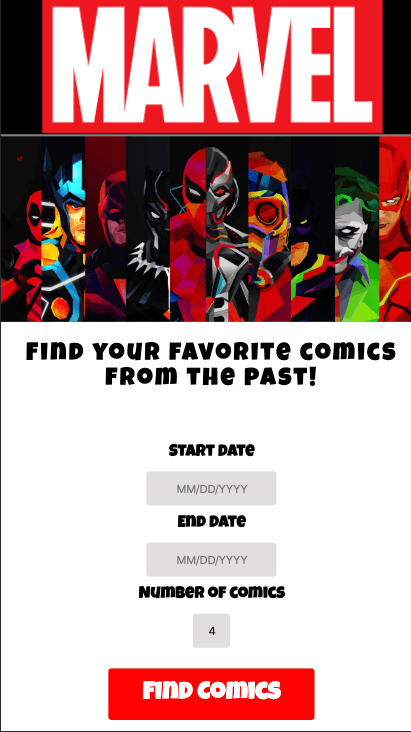 MARVEL
Find your favorite comics
from the past!
Start Date
MM/DD/YYYY
End Date
MM/DD/YYYY
Number of comics
4
Find Comics